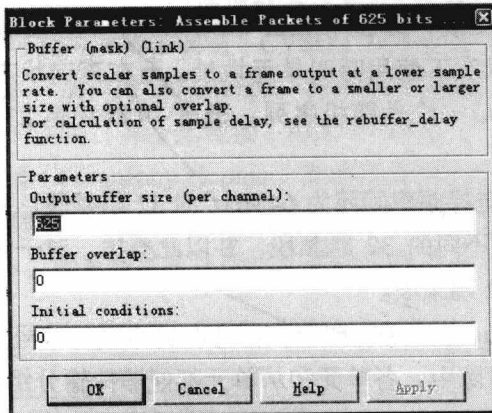 Block Parameters: Assemble Packets of 625 bits ...
Buffer (mask) (link)
Convert scalar samples to a frame output at a lower sample
rate. You can also convert a frame to a smaller or larger
size with optional overlap.
For calculation of sample delay, see the rebuffer_delay
function.
Parameters
Output buffer size (per channel):
625
Buffer overlap:
0
Initial conditions:
0
OK Cancel Help Apply